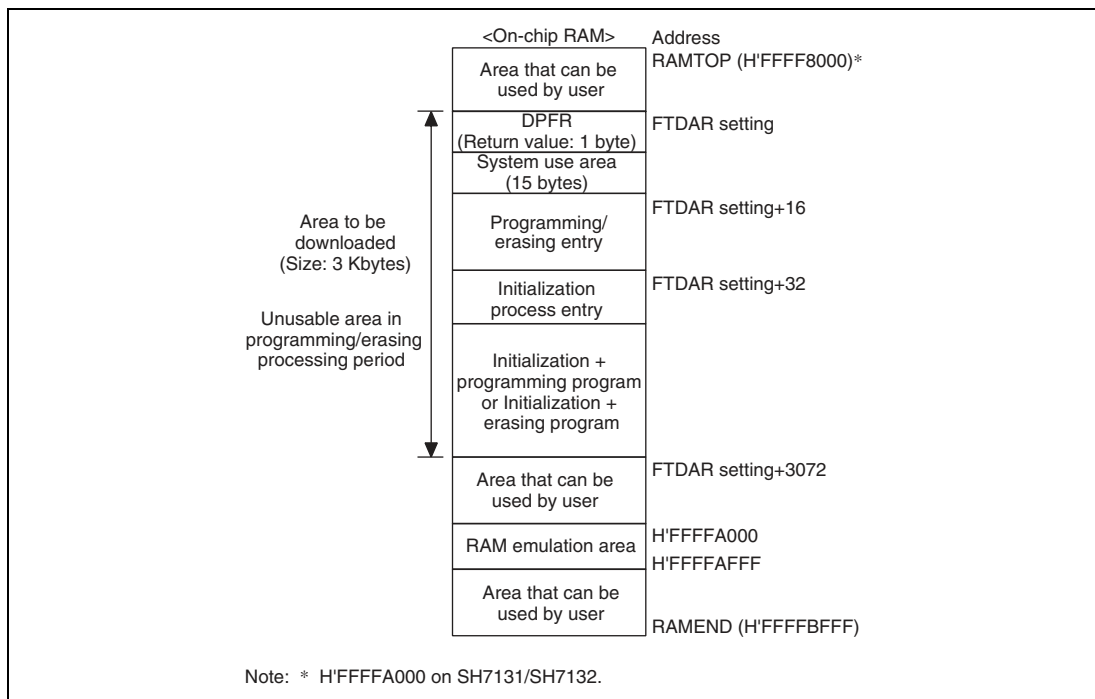 <On-chip RAM>
Address
RAMTOP (H'FFFF8000)*
Area that can be
used by user
DPFR
(Return value: 1 byte)
FTDAR setting
System use area
(15 bytes)
FTDAR setting+16
Programming/
erasing entry
Area to be
downloaded
(Size: 3 Kbytes)
FTDAR setting+32
Initialization
process entry
Unusable area in
programming/erasing
processing period
Initialization +
programming program
or Initialization +
erasing program
FTDAR setting+3072
Area that can be
used by user
H'FFFFA000
RAM emulation area
H'FFFFAFFF
Area that can be
used by user
RAMEND (H'FFFFBFFF)
Note: * H'FFFFA000 on SH7131/SH7132.